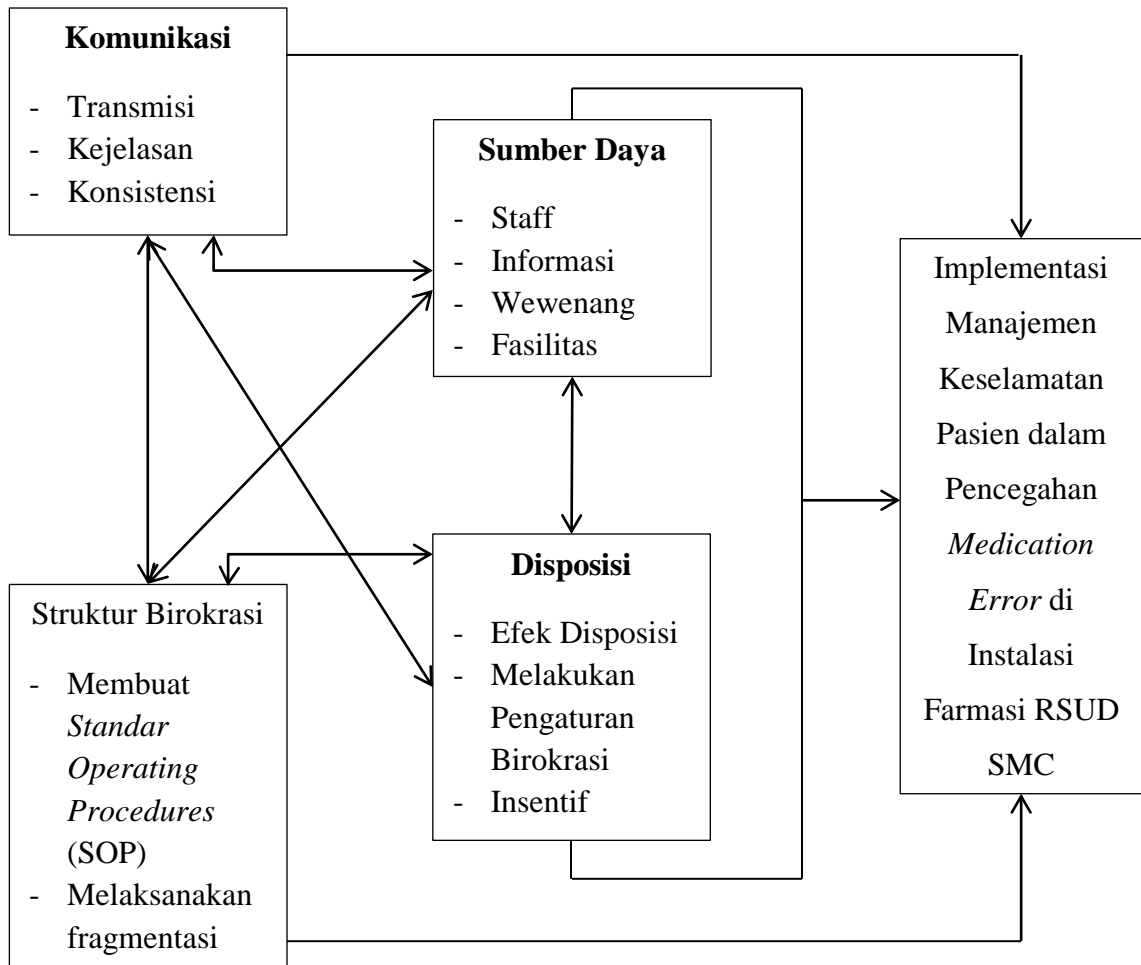 Komunikasi
- Transmisi
- Kejelasan
- Konsistensi
Sumber Daya
- Staff
- Informasi
- Wewenang
- Fasilitas
Struktur Birokrasi
- Membuat
Standar
Operating
Procedures
(SOP)
- Melaksanakan
fragmentasi
Disposisi
- Efek Disposisi
- Melakukan
Pengaturan
Birokrasi
- Insentif
Implementasi
Manajemen
Keselamatan
Pasien dalam
Pencegahan
Medication
Error di
Instalasi
Farmasi RSUD
SMC